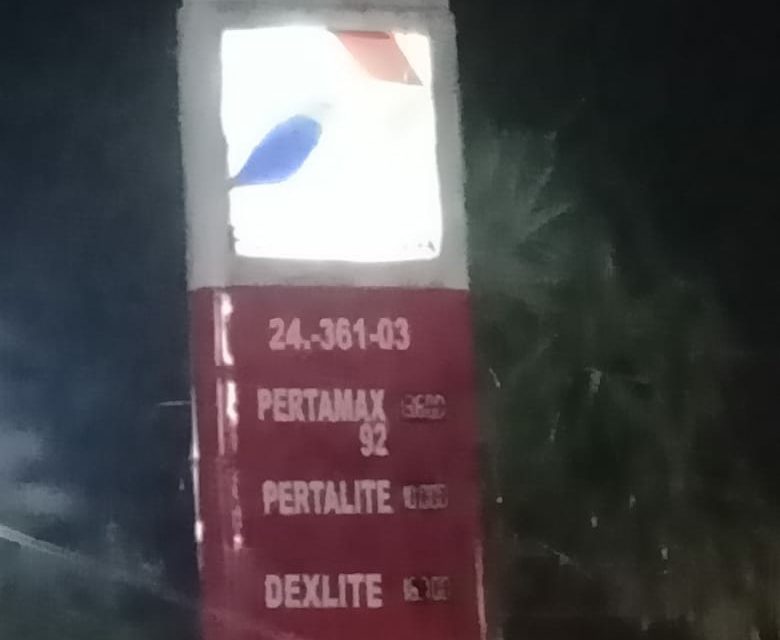 24.-361-03
PERTAMAX
92
PERTALITE
DEXLITE